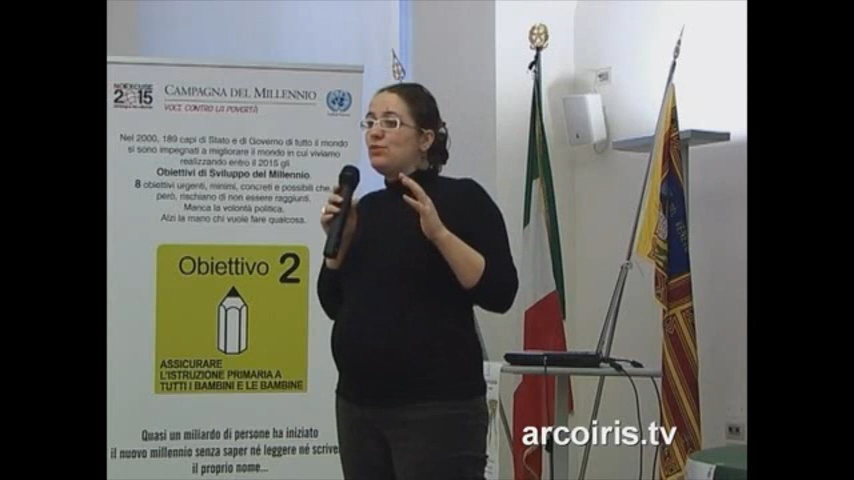 NOEXCUSE
2015
CAMPAGNA DEL MILLENNIO
VOCI CONTRO LA POVERTÀ
Nel 2000, 189 capi di Stato e di Governo di tutto il mondo
si sono impegnati a migliorare il mondo in cui viviamo
realizzando entro il 2015 gli
Obiettivi di Sviluppo del Millennio.
8 obiettivi urgenti, minimi, concreti e possibili che
però, rischiano di non essere raggiunti.
Manca la volontà politica.
Alzi la mano chi vuole fare qualcosa.
Obiettivo 2
ASSICURARE
L'ISTRUZIONE PRIMARIA A
TUTTI I BAMBINI E LE BAMBINE
Quasi un miliardo di persone ha iniziato
il nuovo millennio senza saper né leggere né scrivere
il proprio nome...
arcoiris.tv